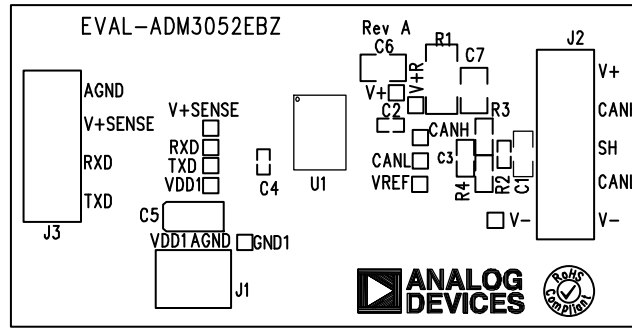 EVAL-ADM3052EBZ
Rev A
C6
R1
C7
J2
V+
V+R
V+
AGND
V+SENSE
RXD
TXD
J3
V+SENSE
RXD
TXD
VDD1
C4
U1
C2
CANH
CANL
VREF
C3
R3
R4
R2
C1
V-
CANL
SH
CANL
V-
C5
VDD1 AGND
GND1
J1
ANALOG
DEVICES
RoHS
Compliant